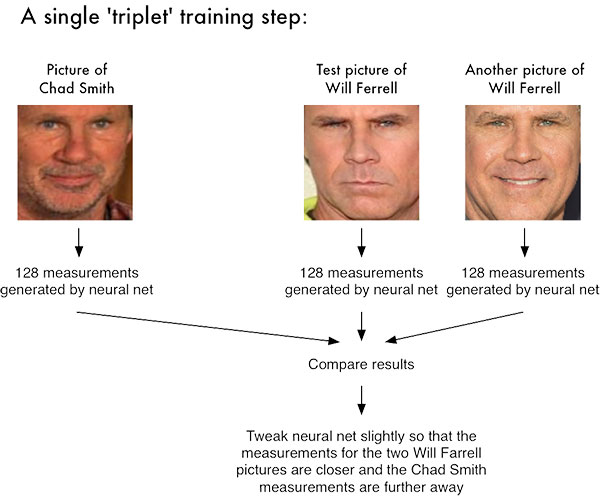 A single 'triplet' training step:
Picture of
Chad Smith
Test picture of
Will Ferrell
Another picture of
Will Ferrell
128 measurements
generated by neural net
128 measurements
generated by neural net
128 measurements
generated by neural net
Compare results
Tweak neural net slightly so that the
measurements for the two Will Farrell
pictures are closer and the Chad Smith
measurements are further away